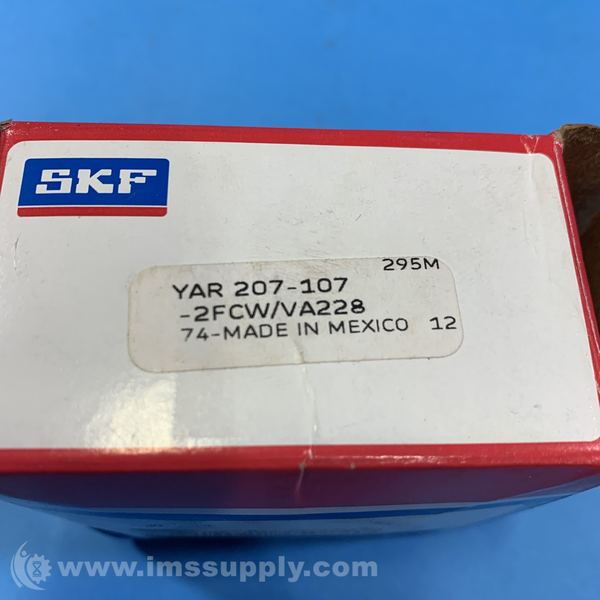 SKF
295M
YAR 207-107
-2FCW/VA228
74-MADE IN MEXICO 12
www.imssupply.com